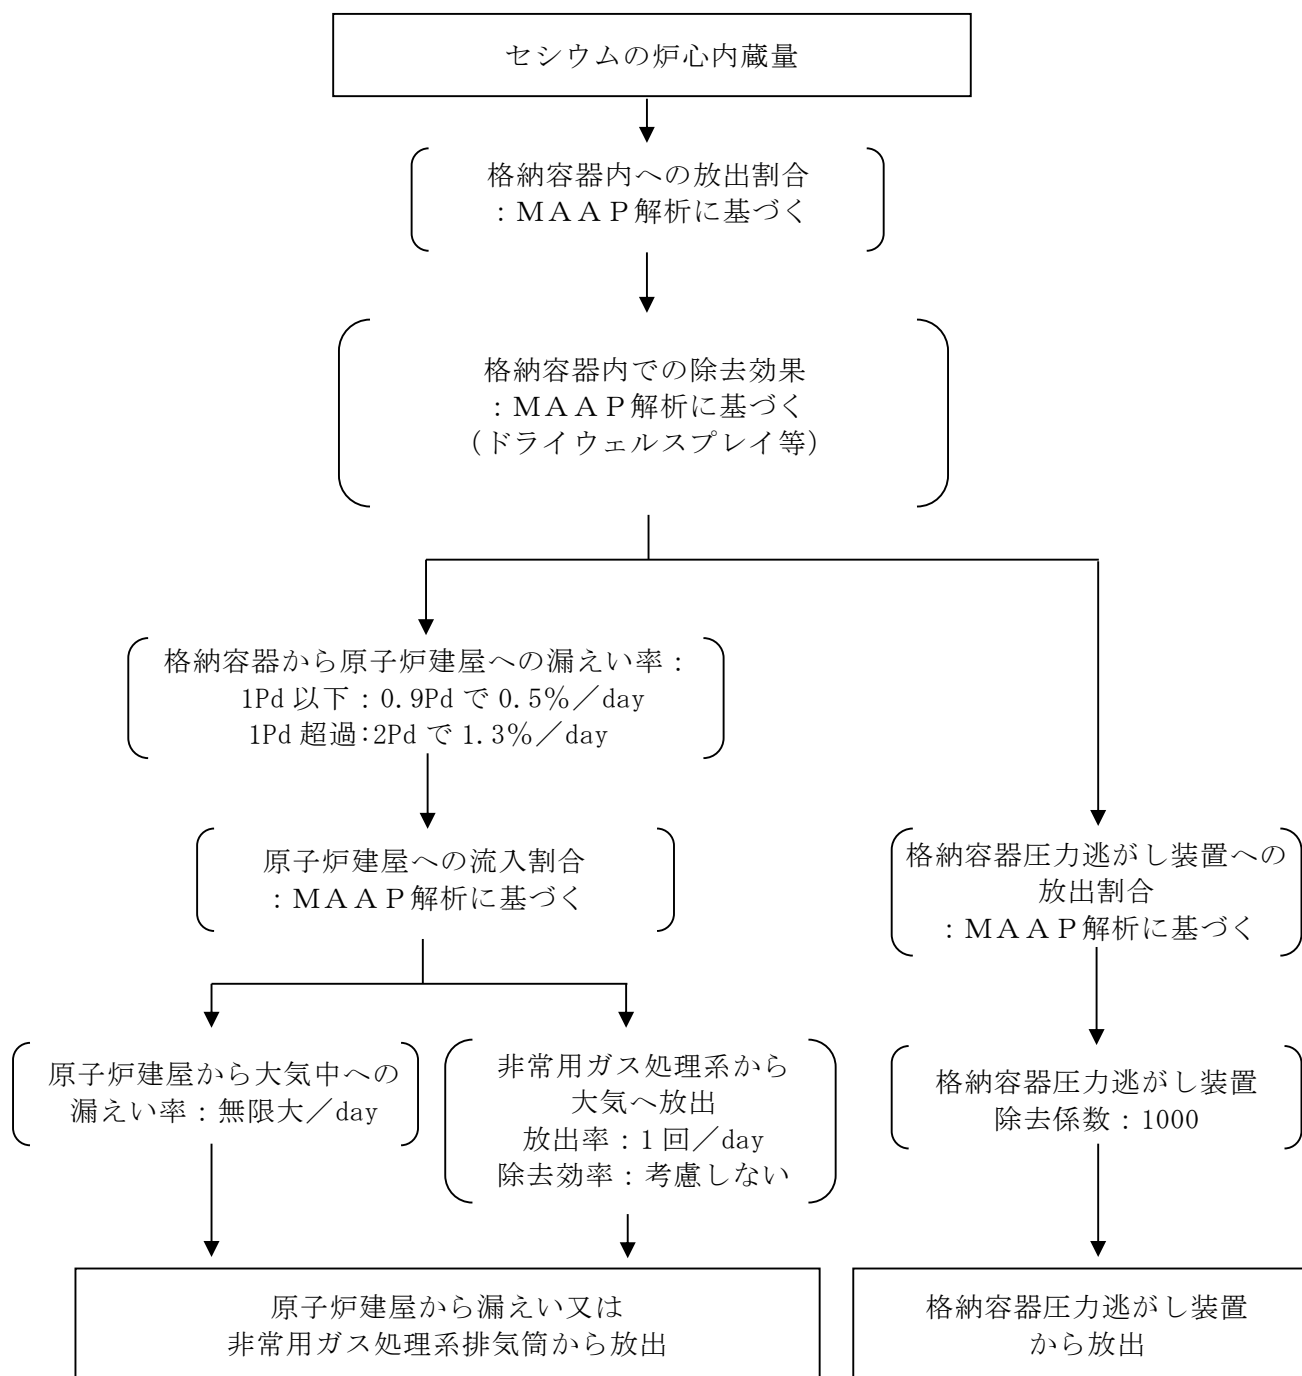 セシウムの炉心内蔵量
格納容器内への放出割合
：ＭＡＡＰ解析に基づく
格納容器内での除去効果
：ＭＡＡＰ解析に基づく
（ドライウェルスプレイ等）
格納容器から原子炉建屋への漏えい率：
1Pd 以下：0.9Pd で 0.5％／day
1Pd 超過：2Pd で 1.3％／day
原子炉建屋への流入割合
：ＭＡＡＰ解析に基づく
格納容器圧力逃がし装置への
放出割合
：ＭＡＡＰ解析に基づく
原子炉建屋から大気中への
漏えい率：無限大／day
非常用ガス処理系から
大気へ放出
放出率：1 回／day
除去効率：考慮しない
格納容器圧力逃がし装置
除去係数：1000
原子炉建屋から漏えい又は
非常用ガス処理系排気筒から放出
格納容器圧力逃がし装置
から放出